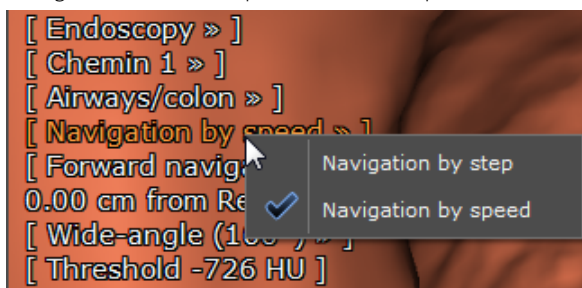 [ Endoscopy » ]
[ Chemin 1 » ]
[ Airways/colon » ]
[ Navigation by speed » ]
Navigation by step
[ Forward
0.00 cm from
Navigation by speed
[ Wide-angle » ]
[ Threshold -726 HU ]